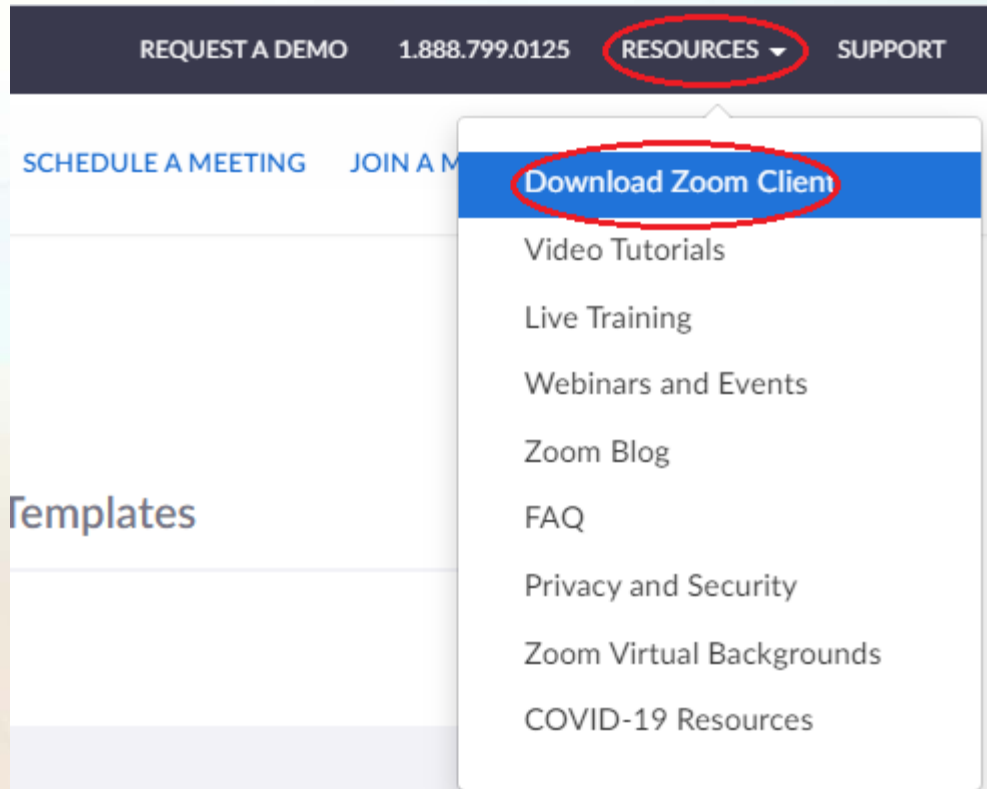 REQUEST A DEMO 1.888.799.0125 RESOURCES SUPPORT
SCHEDULE A MEETING JOIN A M
Download Zoom Client
Video Tutorials
Live Training
Webinars and Events
Zoom Blog
Templates
FAQ
Privacy and Security
Zoom Virtual Backgrounds
COVID-19 Resources